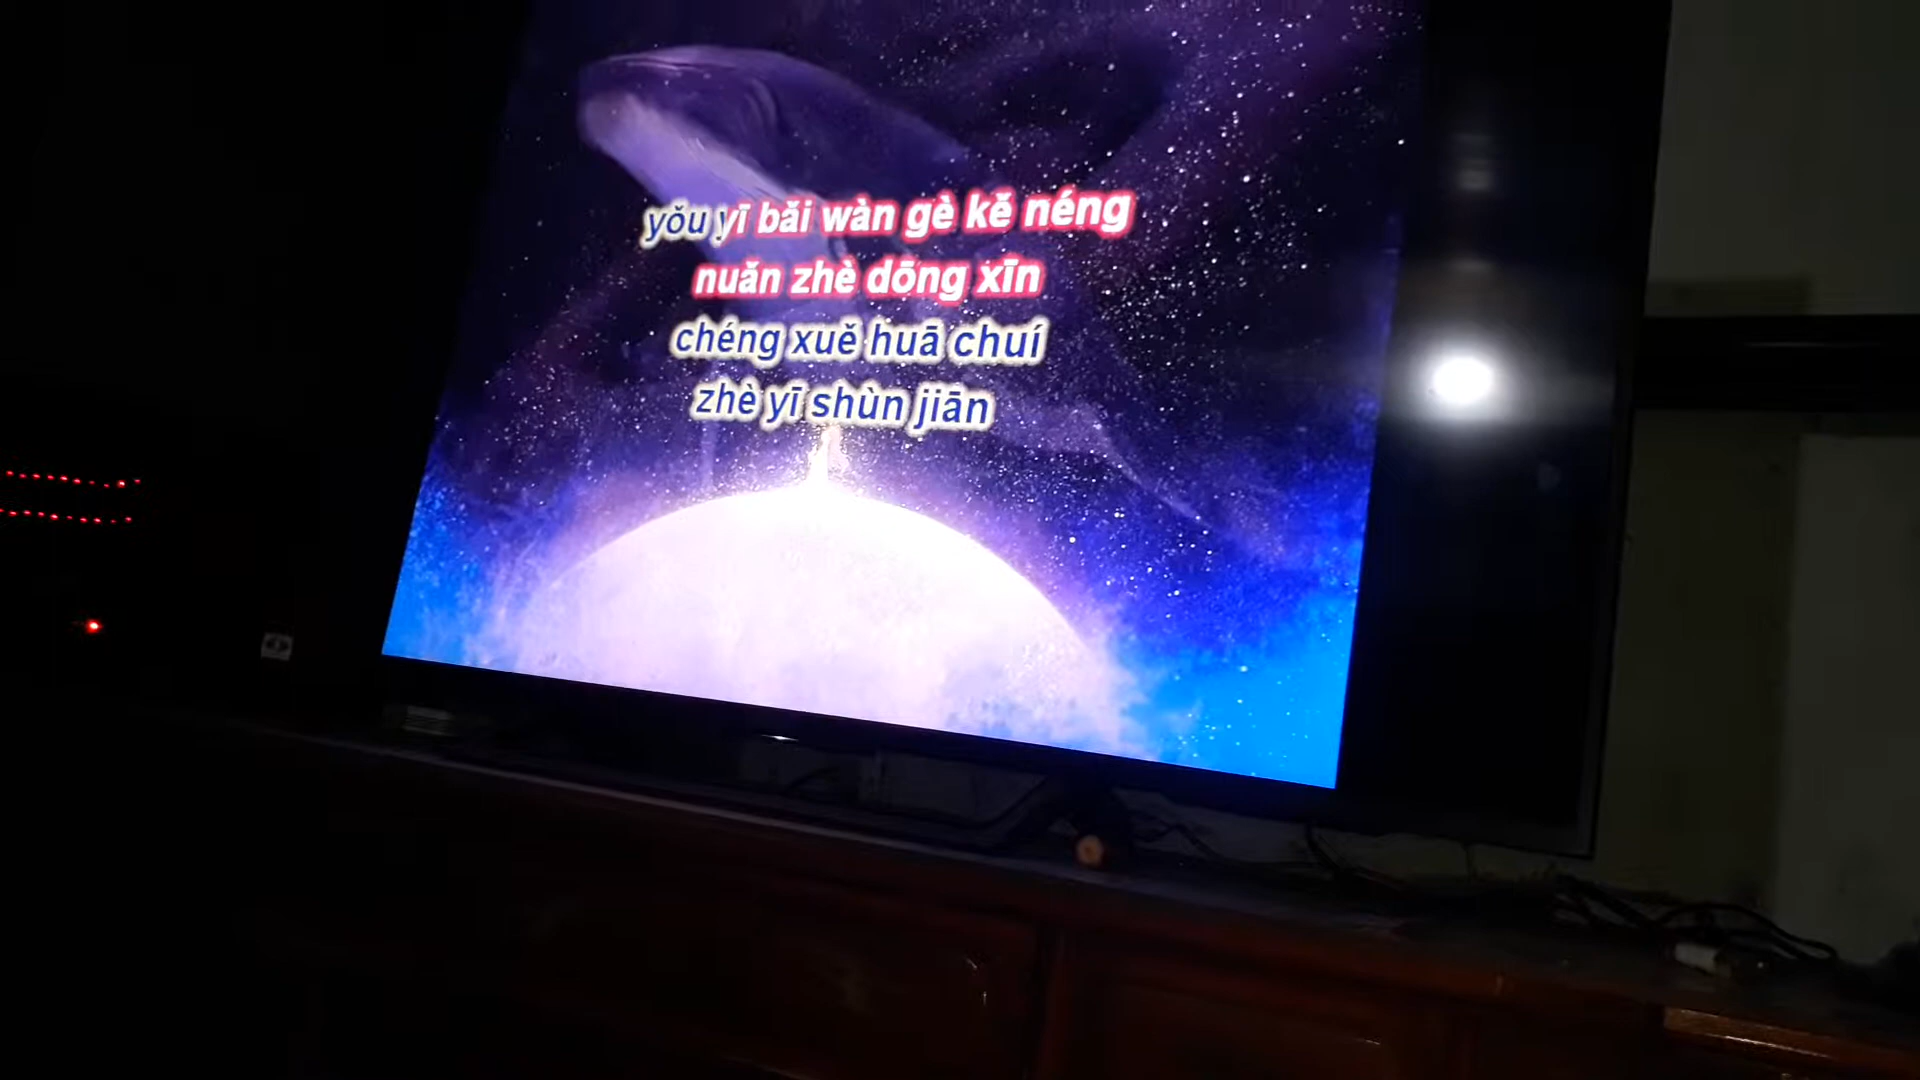 yǒu yī bǎi wàn gè kě néng
nuǎn zhè dōng xīn
chéng xuě huā chuí
zhè yī shùn jiān